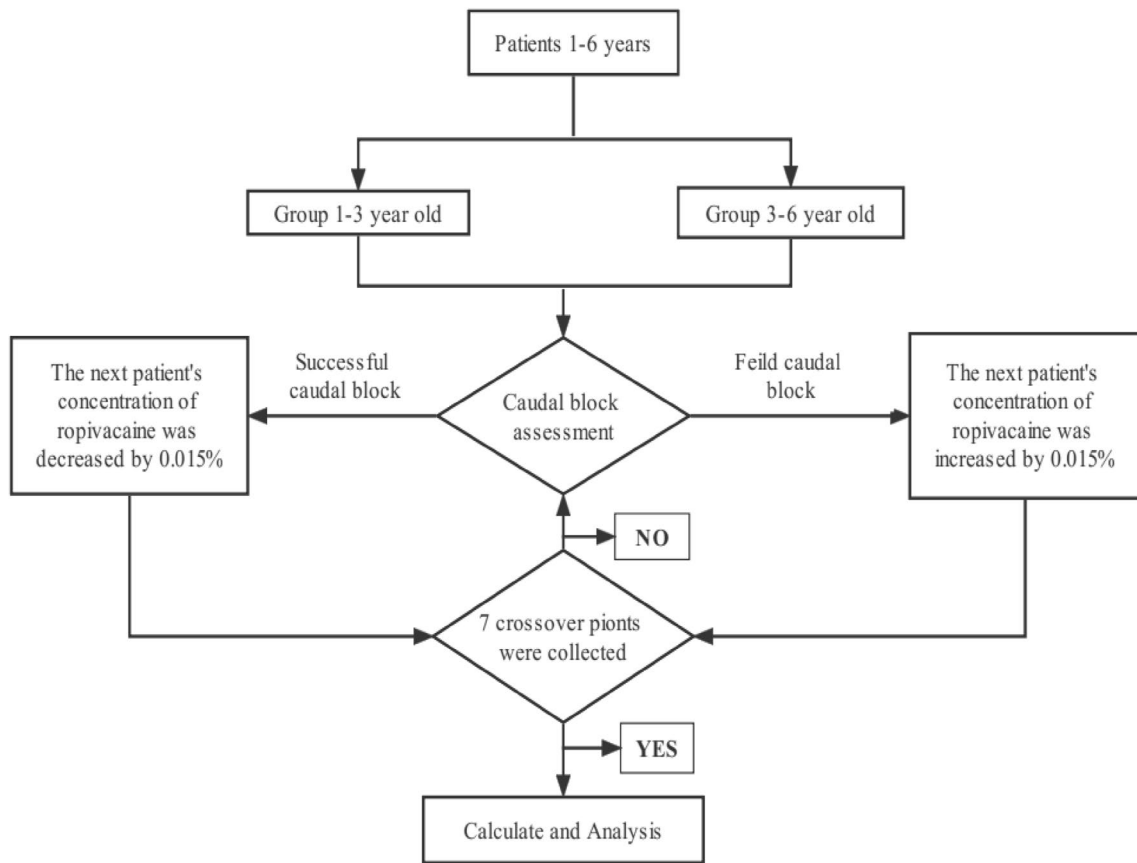 Patients 1-6 years
Group 1-3 year old
Group 3-6 year old
Successful
caudal block
Feild caudal
block
The next patient's
concentration of
ropivacaine was
decreased by 0.015%
Caudal block
assessment
The next patient's
concentration of
ropivacaine was
increased by 0.015%
NO
7 crossover pionts
were collected
YES
Calculate and Analysis